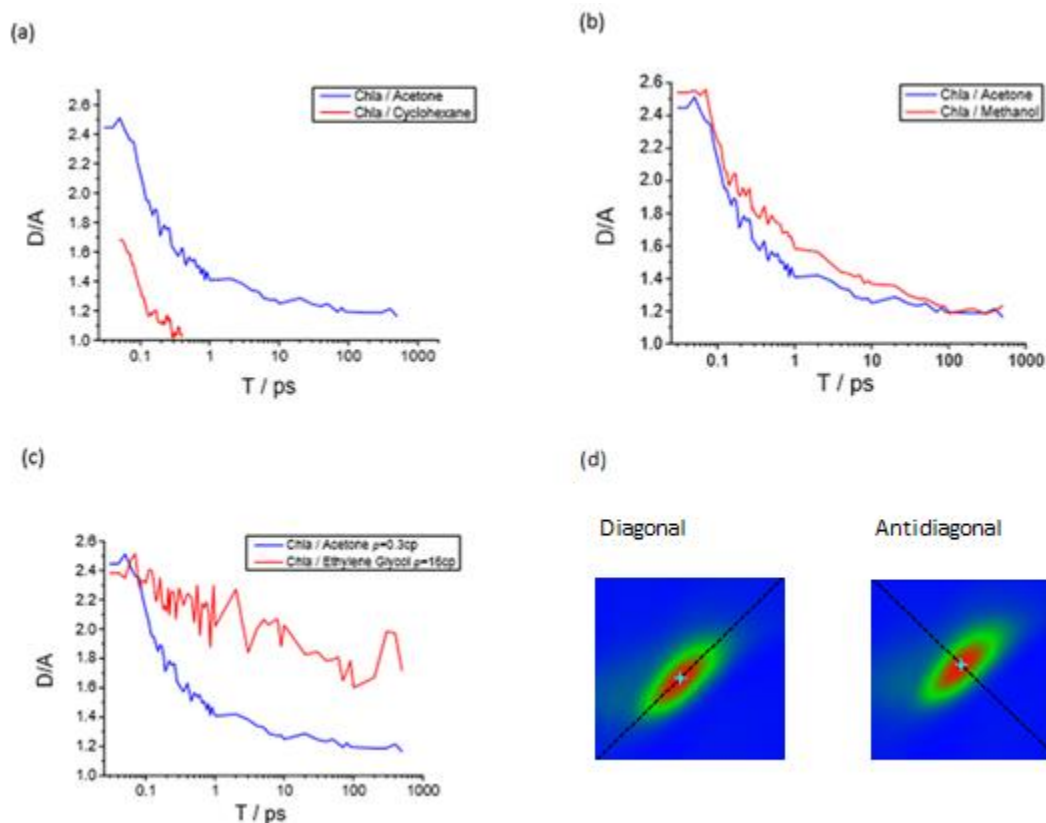 (a)
D/A
2.6
2.4
2.2
2.0
1.8
1.6
1.4
1.2
1.0
Chla / Acetone
Chla / Cyclohexane
0.1 1 10 100 1000
T / ps
(b)
D/A
2.6
2.4
2.2
2.0
1.8
1.6
1.4
1.2
1.0
Chla / Acetone
Chla / Methanol
0.1 1 10 100 1000
T / ps
(c)
D/A
2.6
2.4
2.2
2.0
1.8
1.6
1.4
1.2
1.0
Chla / Acetone ρ=0.3cp
Chla / Ethylene Glycol ρ=16cp
0.1 1 10 100 1000
T / ps
(d)
Diagonal Antidiagonal